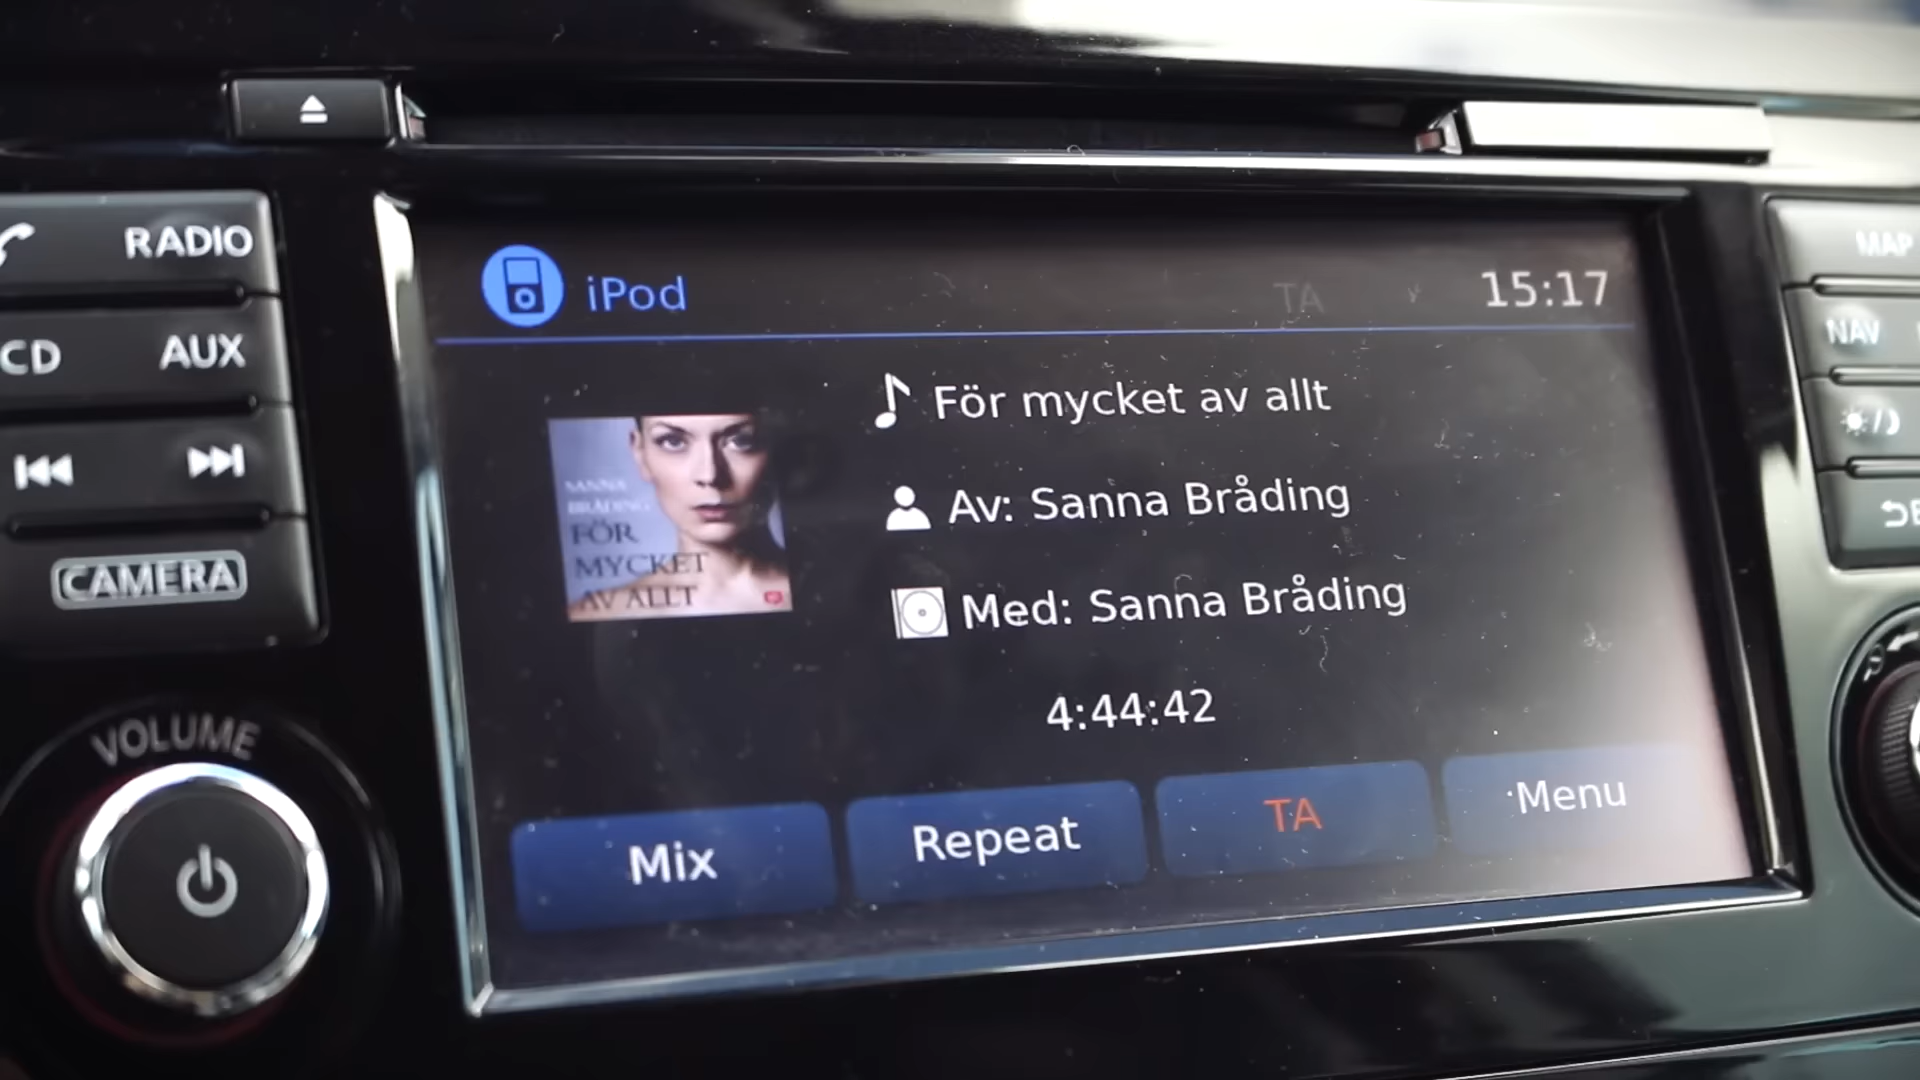 RADIO
CD
AUX
CAMERA
VOLUME
iPod
TA
15:17
För mycket av allt
Av: Sanna Bråding
Med: Sanna Bråding
4:44:42
SANNA
BRÅDING
FÖR
MYCKET
AV ALLT
Mix
Repeat
TA
Menu
MAP
NAV